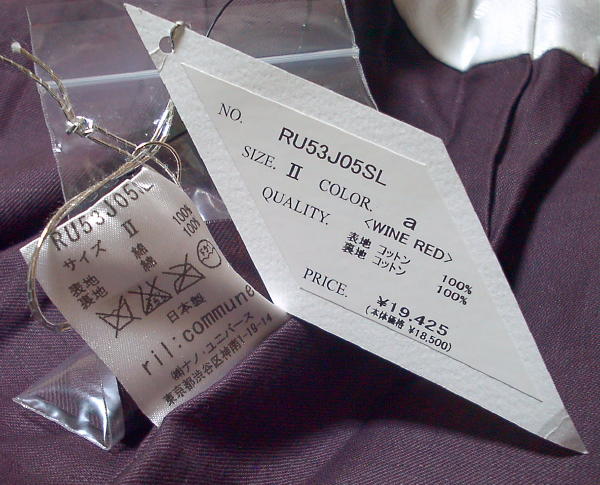 NO. RU53J05SL
SIZE. Ⅱ COLOR. a
<WINE RED>
QUALITY.
表地 コットン 100%
裏地 コットン 100%
PRICE. ¥19,425
(本体価格 ¥18,500)
RU53J05L
サイズ Ⅱ
表地 綿 100%
裏地 綿 100%
日本製
ril:commune
㈱ナノ・ユニバース
東京都渋谷区神南1-19-14